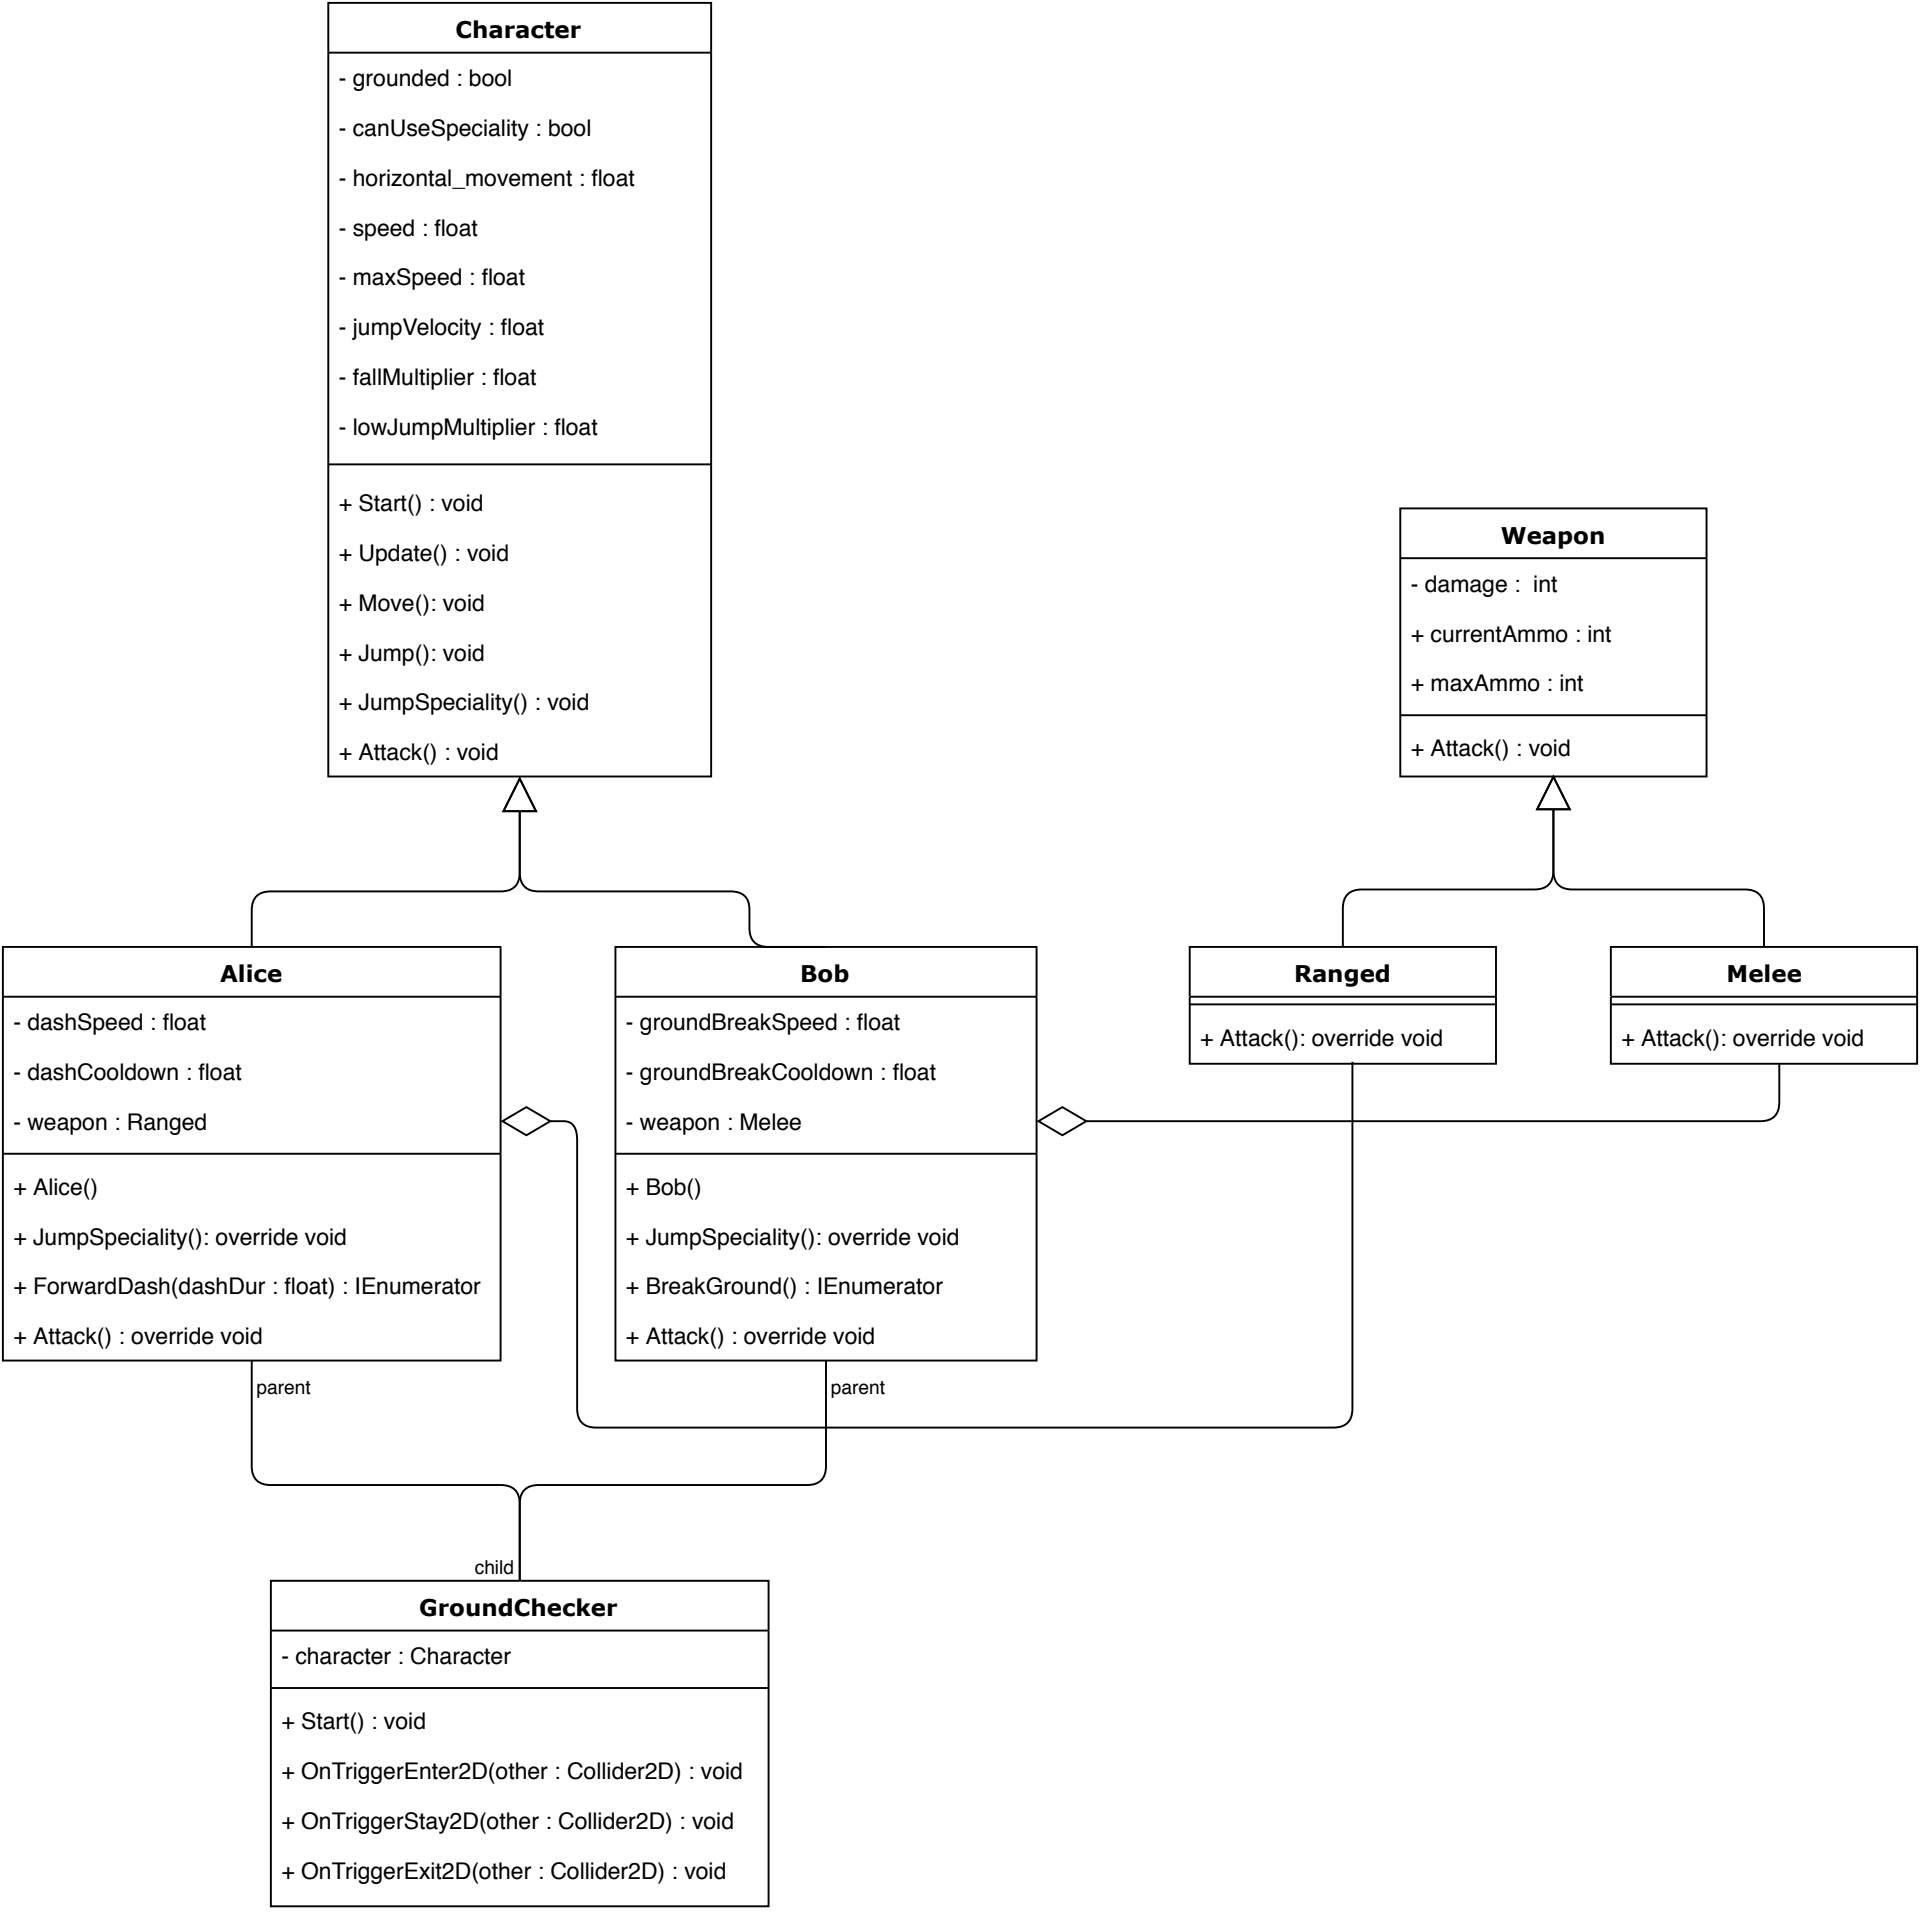 Character
- grounded : bool
- canUseSpeciality : bool
- horizontal_movement : float
- speed : float
- maxSpeed : float
- jumpVelocity : float
- fallMultiplier : float
- lowJumpMultiplier : float
+ Start() : void
+ Update() : void
+ Move(): void
+ Jump(): void
+ JumpSpeciality() : void
+ Attack() : void
Weapon
- damage :  int
+ currentAmmo : int
+ maxAmmo : int
+ Attack() : void
Alice
- dashSpeed : float
- dashCooldown : float
- weapon : Ranged
+ Alice()
+ JumpSpeciality(): override void
+ ForwardDash(dashDur : float) : IEnumerator
+ Attack() : override void
Bob
- groundBreakSpeed : float
- groundBreakCooldown : float
- weapon : Melee
+ Bob()
+ JumpSpeciality(): override void
+ BreakGround() : IEnumerator
+ Attack() : override void
Ranged
+ Attack(): override void
Melee
+ Attack(): override void
parent
parent
child
GroundChecker
- character : Character
+ Start() : void
+ OnTriggerEnter2D(other : Collider2D) : void
+ OnTriggerStay2D(other : Collider2D) : void
+ OnTriggerExit2D(other : Collider2D) : void